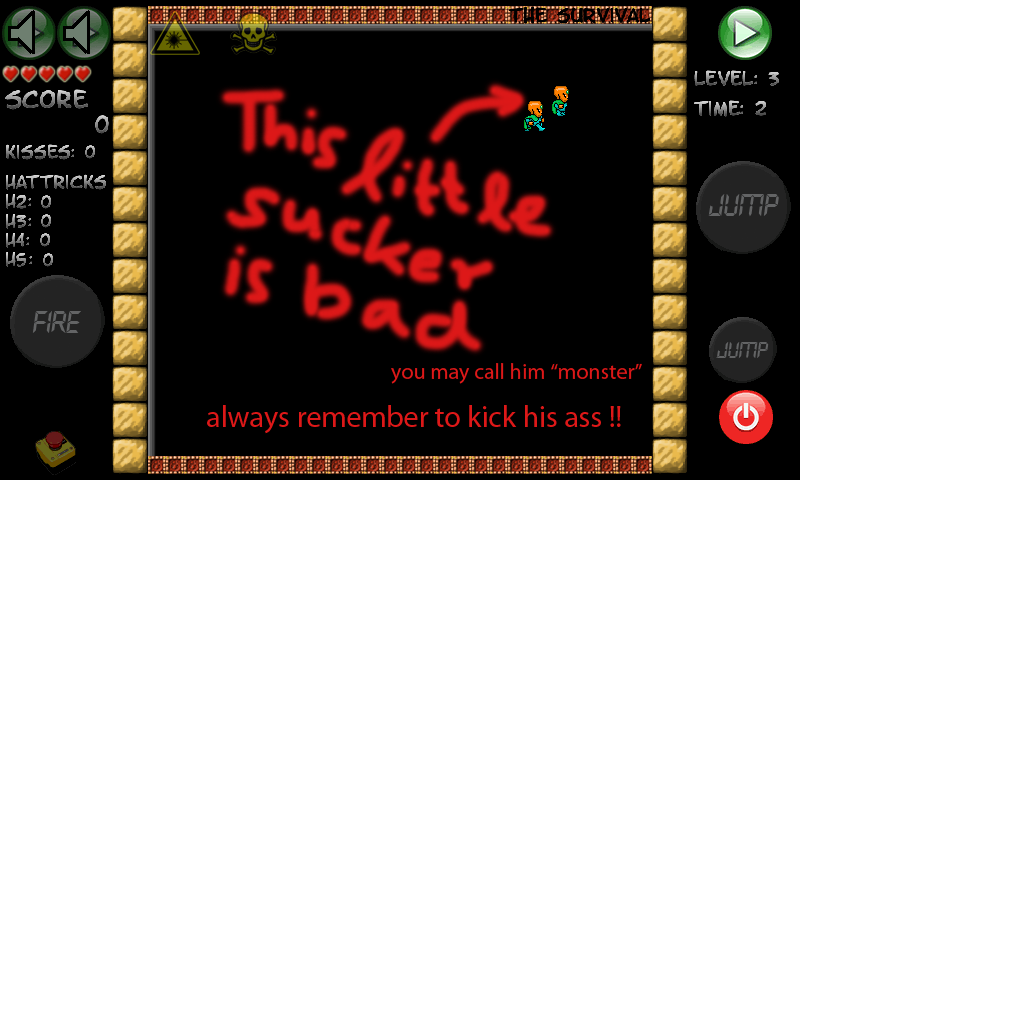 THE SURVIVAL
SCORE
0
KISSES: 0
HATTRICKS
H2: 0
H3: 0
H4: 0
H5: 0
FIRE
This
little
sucker
is bad
you may call him “monster”
always remember to kick his ass !!
LEVEL: 3
TIME: 2
JUMP
JUMP